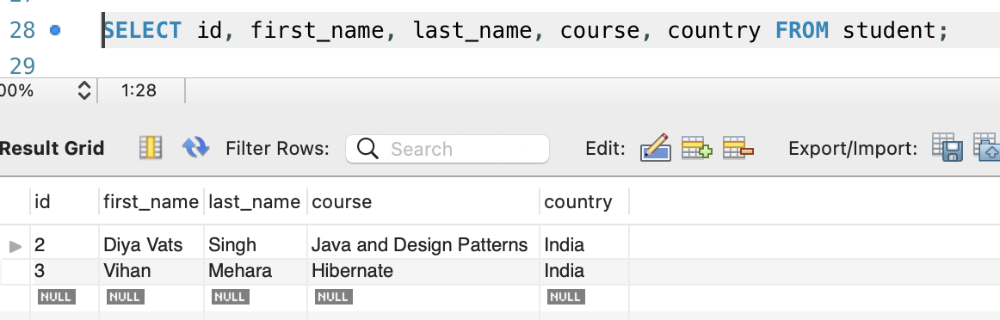 28 SELECT id, first_name, last_name, course, country FROM student;
29
00% 1:28
Result Grid Filter Rows: Search Edit: Export/Import:
id first_name last_name course country
2 Diya Vats Singh Java and Design Patterns India
3 Vihan Mehara Hibernate India
NULL NULL NULL NULL NULL